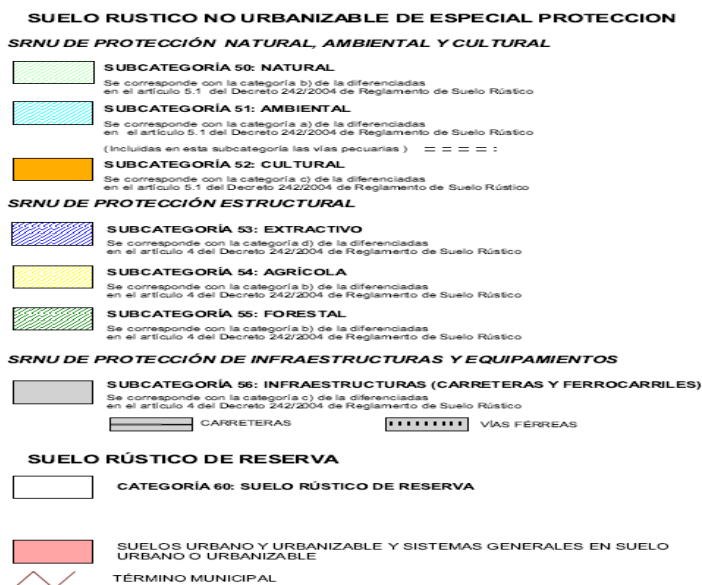 SUELO RUSTICO NO URBANIZABLE DE ESPECIAL PROTECCION
SRNU DE PROTECCIÓN NATURAL, AMBIENTAL Y CULTURAL
SUBCATEGORÍA 50: NATURAL
Se corresponde con la categoría b) de la diferenciadas
en el artículo 5.1 del Decreto 242/2004 de Reglamento de Suelo Rústico
SUBCATEGORÍA 51: AMBIENTAL
Se corresponde con la categoría a) de la diferenciadas
en el artículo 5.1 del Decreto 242/2004 de Reglamento de Suelo Rústico
(Incluidas en esta subcategoría las vías pecuarias )
SUBCATEGORÍA 52: CULTURAL
Se corresponde con la categoría c) de la diferenciadas
en el artículo 5.1 del Decreto 242/2004 de Reglamento de Suelo Rústico
SRNU DE PROTECCIÓN ESTRUCTURAL
SUBCATEGORÍA 53: EXTRACTIVO
Se corresponde con la categoría d) de la diferenciadas
en el artículo 4 del Decreto 242/2004 de Reglamento de Suelo Rústico
SUBCATEGORÍA 54: AGRÍCOLA
Se corresponde con la categoría b) de la diferenciadas
en el artículo 4 del Decreto 242/2004 de Reglamento de Suelo Rústico
SUBCATEGORÍA 55: FORESTAL
Se corresponde con la categoría b) de la diferenciadas
en el artículo 4 del Decreto 242/2004 de Reglamento de Suelo Rústico
SRNU DE PROTECCIÓN DE INFRAESTRUCTURAS Y EQUIPAMIENTOS
SUBCATEGORÍA 56: INFRAESTRUCTURAS (CARRETERAS Y FERROCARRILES)
Se corresponde con la categoría c) de la diferenciadas
en el artículo 4 del Decreto 242/2004 de Reglamento de Suelo Rústico
CARRETERAS VÍAS FÉRREAS
SUELO RÚSTICO DE RESERVA
CATEGORÍA 60: SUELO RÚSTICO DE RESERVA
SUELOS URBANO Y URBANIZABLE Y SISTEMAS GENERALES EN SUELO
URBANO O URBANIZABLE
TÉRMINO MUNICIPAL